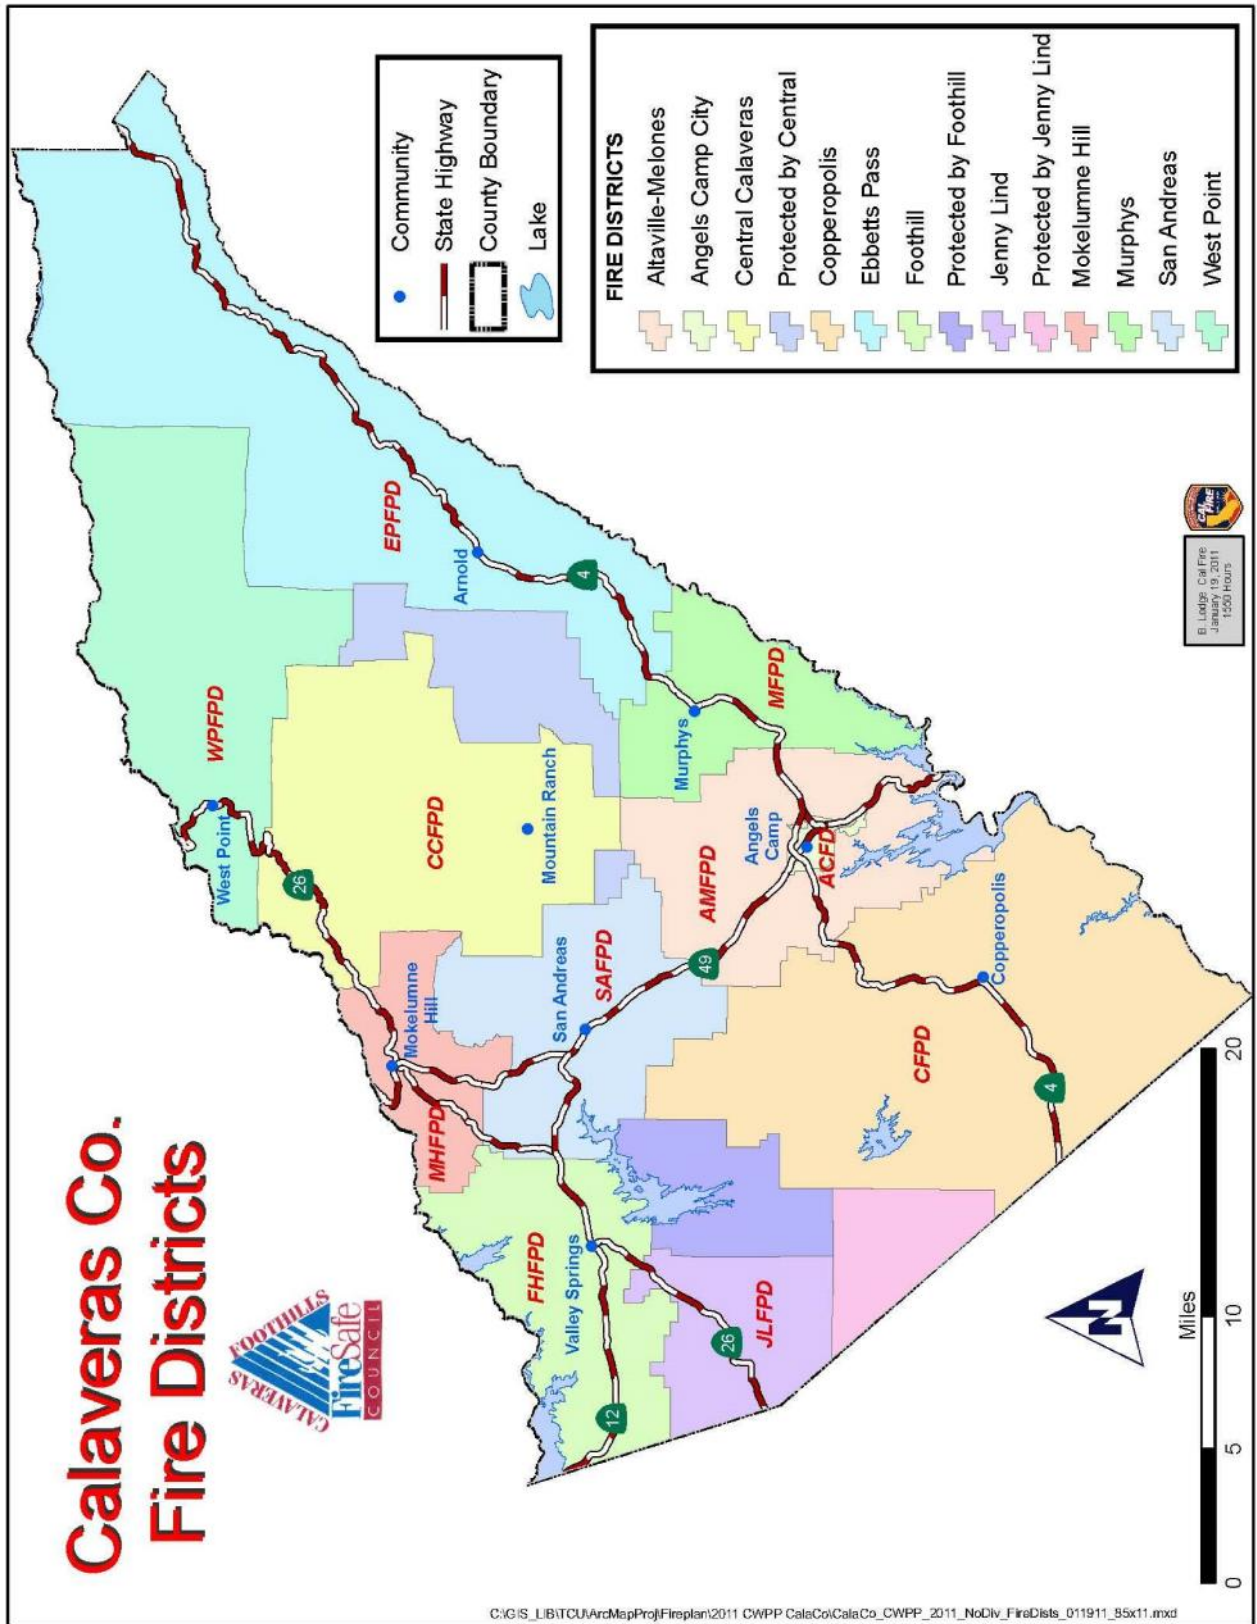 Calaveras Co.
Fire Districts
CALAVERAS
FOOTHILLS
FireSafe
COUNCIL
Community
State Highway
County Boundary
Lake
FIRE DISTRICTS
Altaville-Melones
Angels Camp City
Central Calaveras
Protected by Central
Copperopolis
Ebbetts Pass
Foothill
Protected by Foothill
Jenny Lind
Protected by Jenny Lind
Mokelumne Hill
Murphys
San Andreas
West Point
WPFPD
West Point
26
EPFPD
Arnold
4
CCFPD
Mountain Ranch
Mokelumne
Hill
MHFPD
San Andreas
SAFPD
Murphys
MFPD
AMFPD
Angels
Camp
ACFD
49
FHFPD
Valley Springs
12
26
JLFPD
CFPD
Copperopolis
4
N
Miles
0 5 10 20
CAL
FIRE
B. Lodge Cal Fire
January 19, 2011
1550 Hours
C:\GIS_LIB\TCU\ArcMapProj\Fireplan\2011 CWPP CalaCo\CalaCo_CWPP_2011_NoDiv_FireDists_011911_85x11.mxd